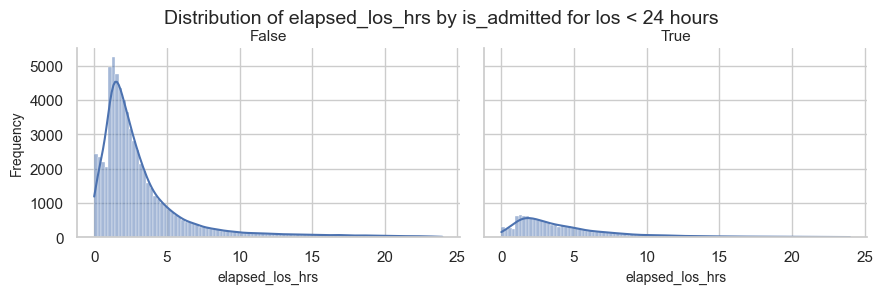 Distribution of elapsed_los_hrs by is_admitted for los < 24 hours
False
True
Frequency
5000
4000
3000
2000
1000
0
0 5 10 15 20 25
0 5 10 15 20 25
elapsed_los_hrs
elapsed_los_hrs